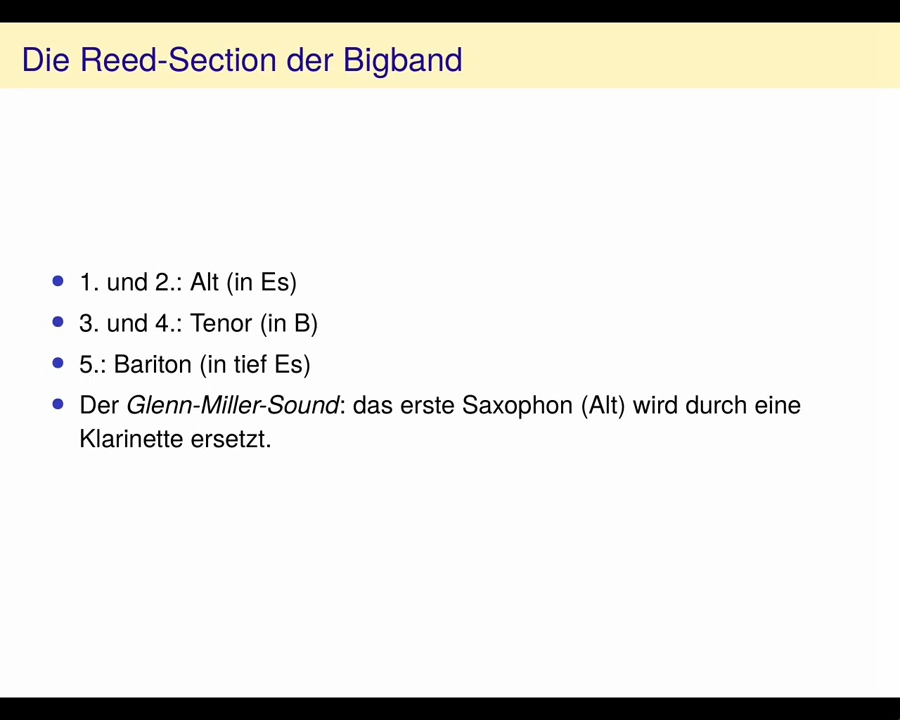 Die Reed-Section der Bigband
• 1. und 2.: Alt (in Es)
• 3. und 4.: Tenor (in B)
• 5.: Bariton (in tief Es)
• Der Glenn-Miller-Sound: das erste Saxophon (Alt) wird durch eine
Klarinette ersetzt.